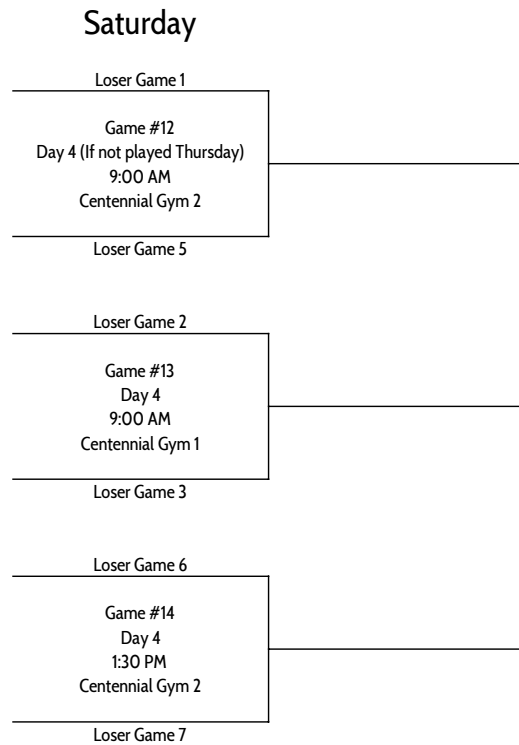 Saturday
Loser Game 1
Game #12
Day 4 (If not played Thursday)
9:00 AM
Centennial Gym 2
Loser Game 5
Loser Game 2
Game #13
Day 4
9:00 AM
Centennial Gym 1
Loser Game 3
Loser Game 6
Game #14
Day 4
1:30 PM
Centennial Gym 2
Loser Game 7